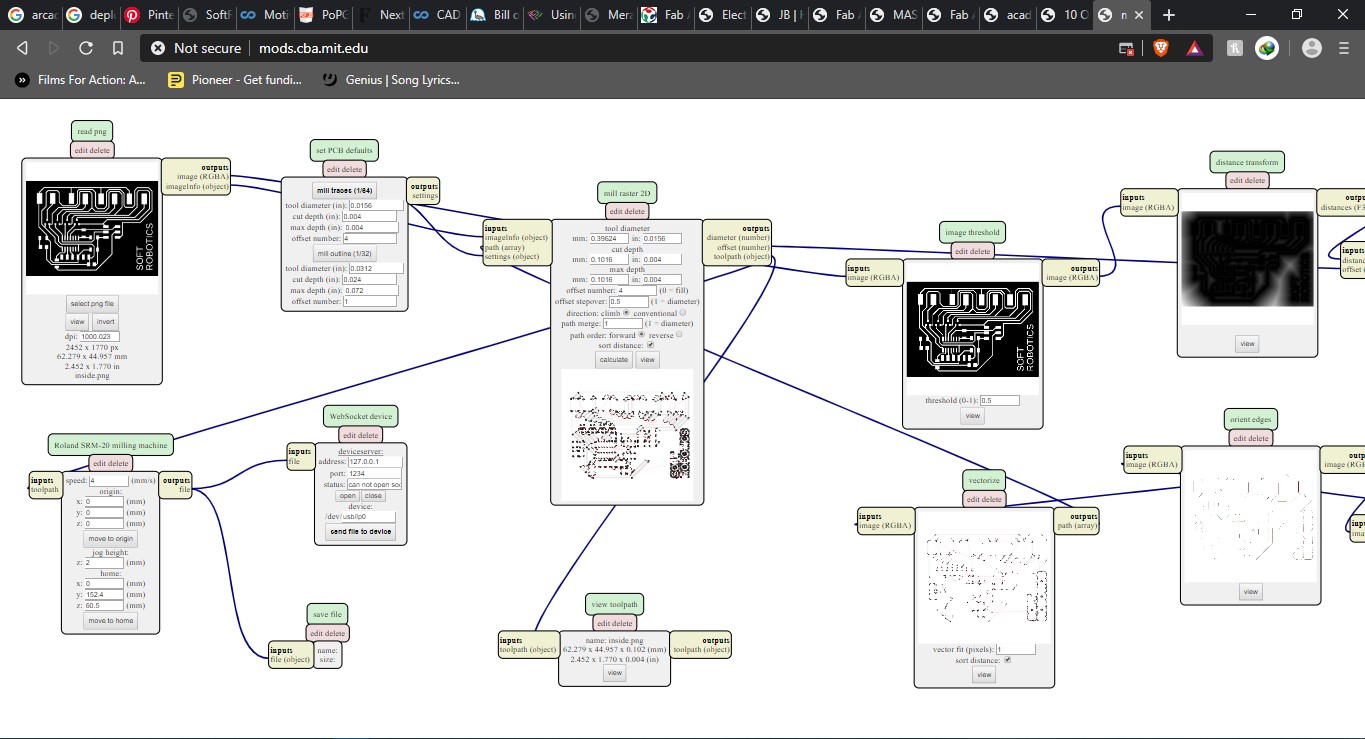 arcad
depl
Pinte
SoftF
Moti
PoPC
Next
CAD
Bill o
Usin
Mera
Fab A
Elect
JB | H
Fab A
MAS
Fab A
acad
10 O
Not secure
mods.cba.mit.edu
Films For Action: A...
Pioneer - Get fundi...
Genius | Song Lyrics...
read png
edit delete
outputs
image (RGBA)
imageInfo (object)
SOFT
ROBOTICS
select png file
view
invert
dpi: 1000.023
2452 x 1770 px
62.279 x 44.957 mm
2.452 x 1.770 in
inside.png
set PCB defaults
edit delete
mill traces (1/64)
tool diameter (in): 0.0156
cut depth (in): 0.004
max depth (in): 0.004
offset number: 4
mill outline (1/32)
tool diameter (in): 0.0312
cut depth (in): 0.024
max depth (in): 0.072
offset number: 1
outputs
settings
mill raster 2D
edit delete
inputs
imageInfo (object)
path (array)
settings (object)
tool diameter
mm: 0.39624 in: 0.0156
cut depth
mm: 0.1016 in: 0.004
max depth
mm: 0.1016 in: 0.004
offset number: 4 (0 = fill)
offset stepover: 0.5 (1 = diameter)
direction: climb conventional
path merge: 1 (1 = diameter)
path order: forward reverse
sort distance:
calculate
view
outputs
diameter (number)
offset (number)
toolpath (object)
image threshold
edit delete
inputs
image (RGBA)
outputs
image (RGBA)
SOFT
ROBOTICS
threshold (0-1): 0.5
view
distance transform
edit delete
inputs
image (RGBA)
outputs
distances (F3
view
inputs
distanc
offset (
Roland SRM-20 milling machine
edit delete
inputs
toolpath
speed: 4 (mm/s)
origin:
x: 0 (mm)
y: 0 (mm)
z: 0 (mm)
move to origin
jog height:
z: 2 (mm)
home:
x: 0 (mm)
y: 152.4 (mm)
z: 60.5 (mm)
move to home
outputs
file
WebSocket device
edit delete
inputs
file
deviceserver:
address: 127.0.0.1
port: 1234
status: can not open soc
open
close
device:
/dev/ usb/lp0
send file to device
save file
edit delete
inputs
file (object)
name:
size:
view toolpath
edit delete
inputs
toolpath (object)
name: inside.png
62.279 x 44.957 x 0.102 (mm)
2.452 x 1.770 x 0.004 (in)
view
outputs
toolpath (object)
vectorize
edit delete
inputs
image (RGBA)
outputs
path (array)
vector fit (pixels): 1
sort distance:
view
orient edges
edit delete
inputs
image (RGBA)
outp
image (RGB
view
inputs
ima